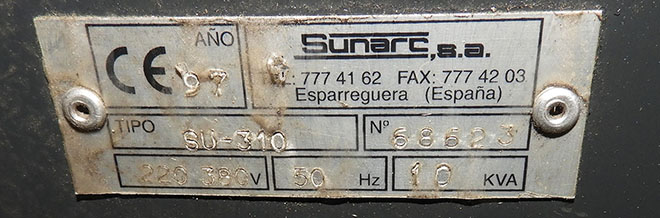 CE AÑO 97
Sunarc, s.a.
TEL: 777 41 62 FAX: 777 42 03
Esparreguera (España)
TIPO SU-310 Nº 68623
220 380 V 50 Hz 10 KVA